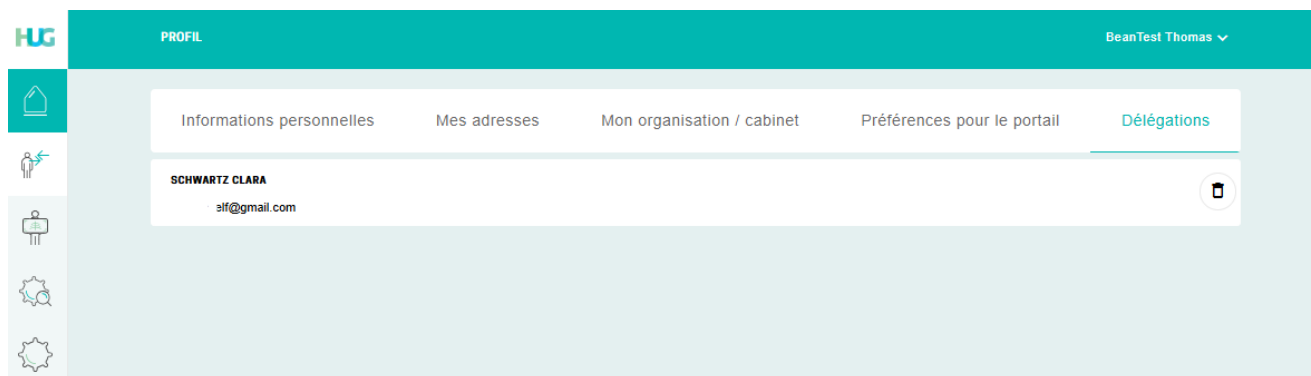 HUG
PROFIL
BeanTest Thomas
Informations personnelles
Mes adresses
Mon organisation / cabinet
Préférences pour le portail
Délégations
SCHWARTZ CLARA
elf@gmail.com